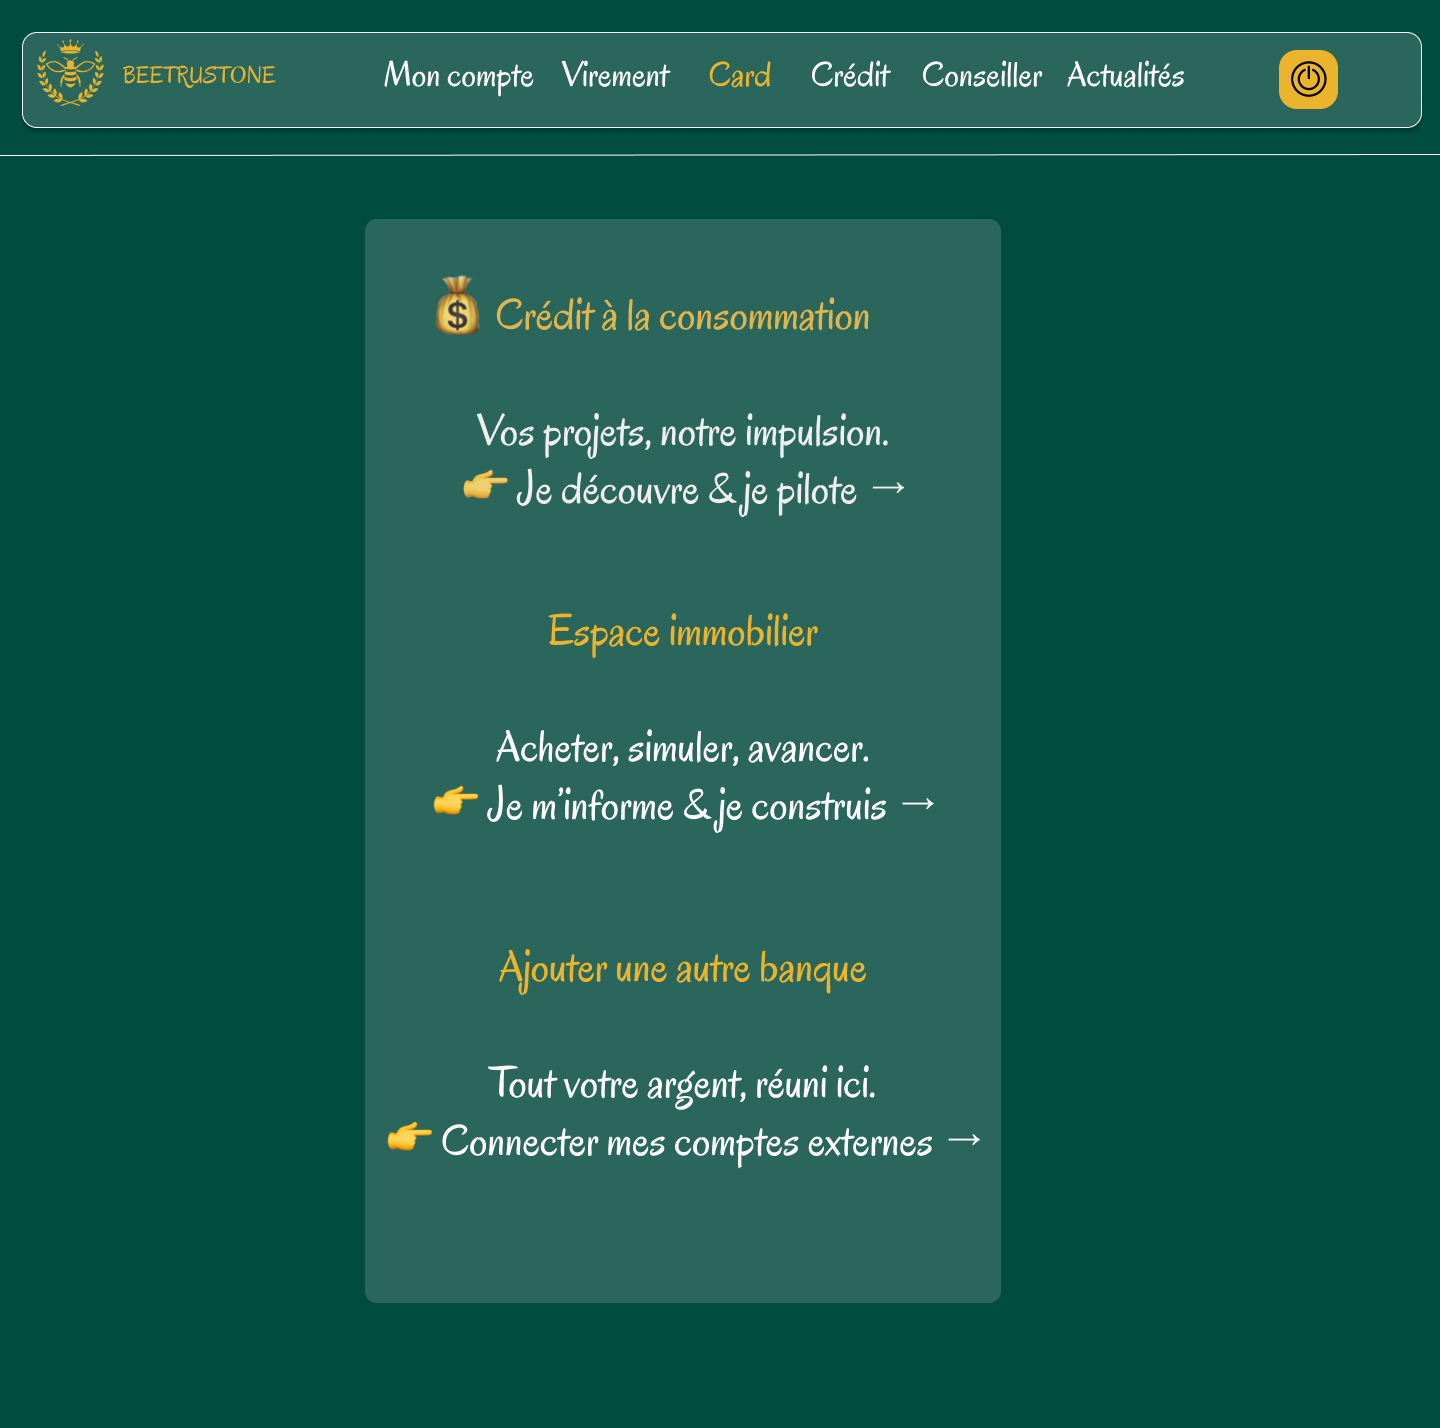 BEETRUSTONE Mon compte Virement Card Crédit Conseiller Actualités
💰 Crédit à la consommation
Vos projets, notre impulsion.
👉 Je découvre & je pilote →
Espace immobilier
Acheter, simuler, avancer.
👉 Je m'informe & je construis →
Ajouter une autre banque
Tout votre argent, réuni ici.
👉 Connecter mes comptes externes →